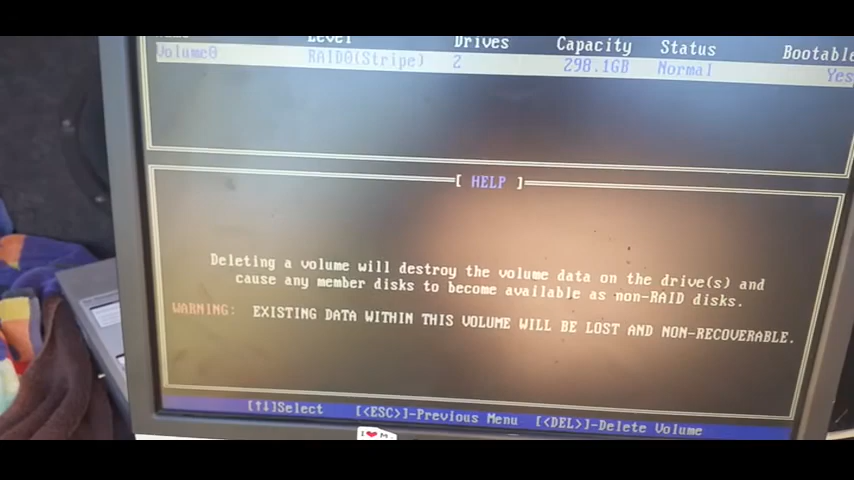 Level Drives Capacity Status Bootable
Volume0 RAID0(Stripe) 2 298.1GB Normal Yes
[ HELP ]
Deleting a volume will destroy the volume data on the drive(s) and
cause any member disks to become available as non-RAID disks.
WARNING: EXISTING DATA WITHIN THIS VOLUME WILL BE LOST AND NON-RECOVERABLE.
[↑↓]Select [<ESC>]-Previous Menu [<DEL>]-Delete Volume
I ❤ M